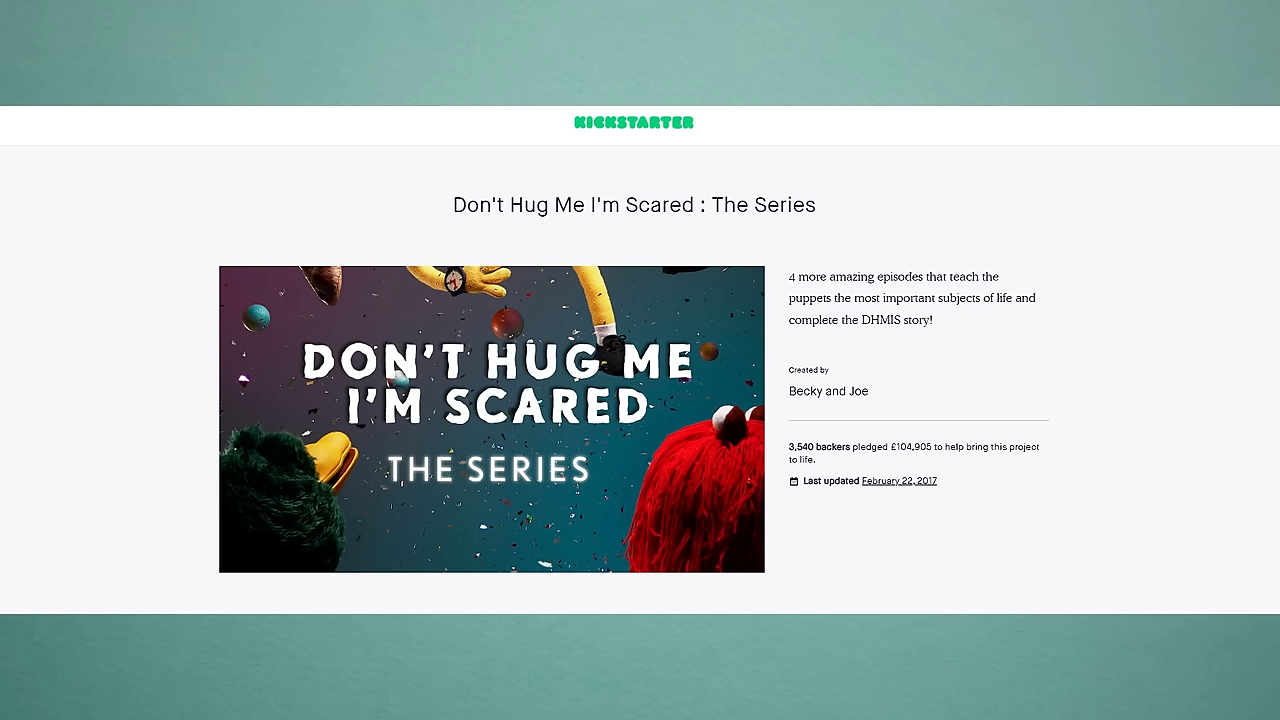 KICKSTARTER
Don't Hug Me I'm Scared : The Series
DON'T HUG ME
I'M SCARED
THE SERIES
4 more amazing episodes that teach the
puppets the most important subjects of life and
complete the DHMIS story!
Created by
Becky and Joe
3,540 backers pledged £104,905 to help bring this project
to life.
Last updated February 22, 2017